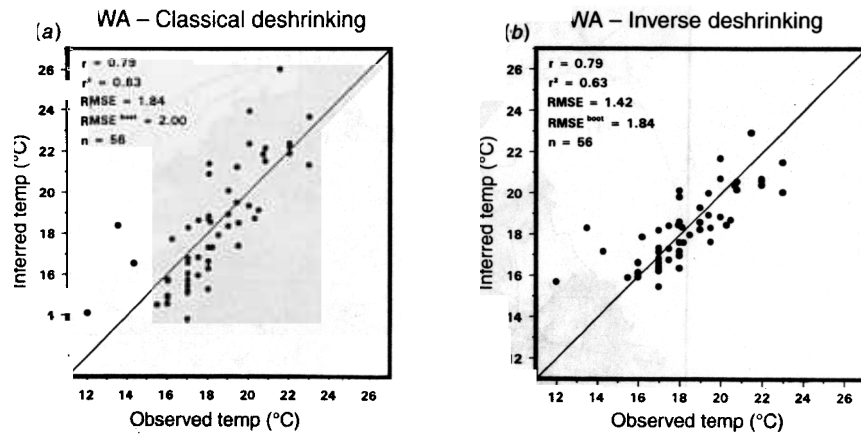 WA – Classical deshrinking
(a)
r = 0.79
r² = 0.83
RMSE = 1.84
RMSE boot = 2.00
n = 56
26
24
22
20
18
16
1
Inferred temp (°C)
12 14 16 18 20 22 24 26
Observed temp (°C)
WA – Inverse deshrinking
(b)
r = 0.79
r² = 0.63
RMSE = 1.42
RMSE boot = 1.84
n = 56
26
24
22
20
18
16
14
12
Inferred temp (°C)
12 14 16 18 20 22 24 26
Observed temp (°C)